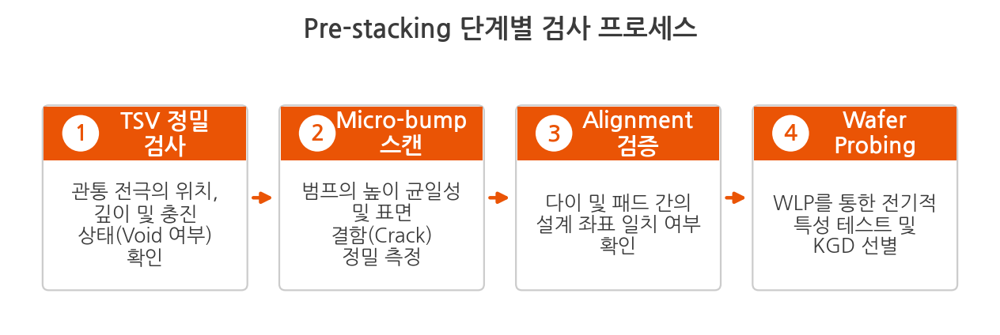 Pre-stacking 단계별 검사 프로세스
1
TSV 정밀
검사
관통 전극의 위치,
깊이 및 충진
상태(Void 여부)
확인
2
Micro-bump
스캔
범프의 높이 균일성
및 표면
결함(Crack)
정밀 측정
3
Alignment
검증
다이 및 패드 간의
설계 좌표 일치 여부
확인
4
Wafer
Probing
WLP를 통한 전기적
특성 테스트 및
KGD 선별